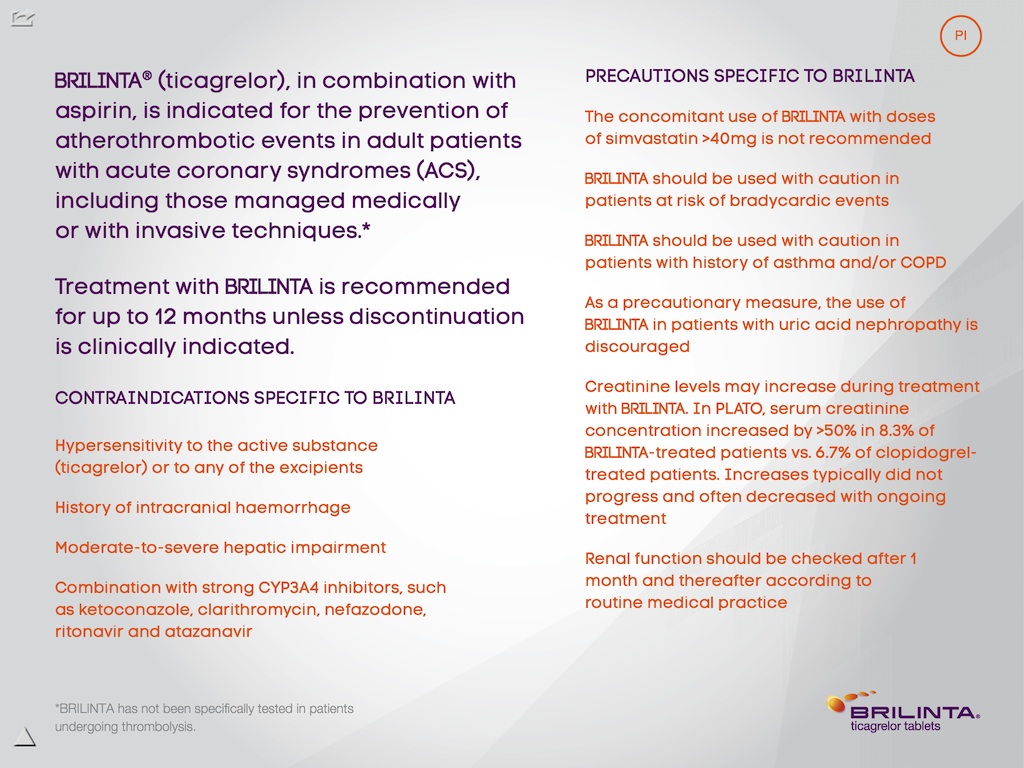 PI
BRILINTA® (ticagrelor), in combination with
aspirin, is indicated for the prevention of
atherothrombotic events in adult patients
with acute coronary syndromes (ACS),
including those managed medically
or with invasive techniques.*
Treatment with BRILINTA is recommended
for up to 12 months unless discontinuation
is clinically indicated.
CONTRAINDICATIONS SPECIFIC TO BRILINTA
Hypersensitivity to the active substance
(ticagrelor) or to any of the excipients
History of intracranial haemorrhage
Moderate-to-severe hepatic impairment
Combination with strong CYP3A4 inhibitors, such
as ketoconazole, clarithromycin, nefazodone,
ritonavir and atazanavir
PRECAUTIONS SPECIFIC TO BRILINTA
The concomitant use of BRILINTA with doses
of simvastatin >40mg is not recommended
BRILINTA should be used with caution in
patients at risk of bradycardic events
BRILINTA should be used with caution in
patients with history of asthma and/or COPD
As a precautionary measure, the use of
BRILINTA in patients with uric acid nephropathy is
discouraged
Creatinine levels may increase during treatment
with BRILINTA. In PLATO, serum creatinine
concentration increased by >50% in 8.3% of
BRILINTA-treated patients vs. 6.7% of clopidogrel-
treated patients. Increases typically did not
progress and often decreased with ongoing
treatment
Renal function should be checked after 1
month and thereafter according to
routine medical practice
*BRILINTA has not been specifically tested in patients
undergoing thrombolysis.
BRILINTA®
ticagrelor tablets